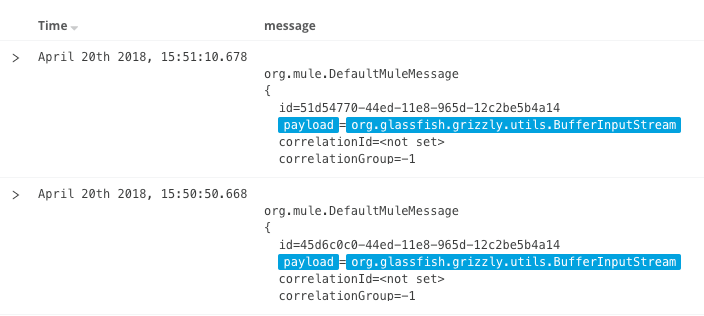 Time message
April 20th 2018, 15:51:10.678
org.mule.DefaultMuleMessage
{
id=51d54770-44ed-11e8-965d-12c2be5b4a14
payload=org.glassfish.grizzly.utils.BufferInputStream
correlationId=<not set>
correlationGroup=-1
April 20th 2018, 15:50:50.668
org.mule.DefaultMuleMessage
{
id=45d6c0c0-44ed-11e8-965d-12c2be5b4a14
payload=org.glassfish.grizzly.utils.BufferInputStream
correlationId=<not set>
correlationGroup=-1